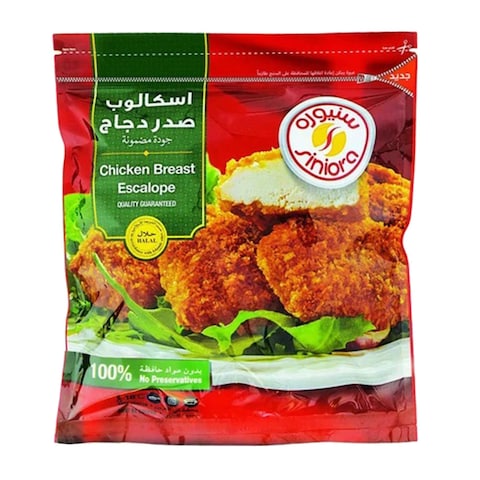 جديد
اسكالوب
صدر دجاج
جودة مضمونة
Chicken Breast
Escalope
QUALITY GUARANTEED
حلال
HALAL
سنيورة
Siniora
100%
بدون مواد حافظة
No Preservatives